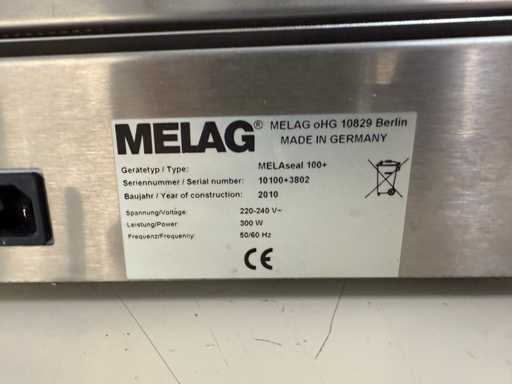 MELAG® MELAG oHG 10829 Berlin
MADE IN GERMANY
Gerätetyp / Type: MELAseal 100+
Seriennummer / Serial number: 10100+3802
Baujahr / Year of construction: 2010
Spannung/Voltage: 220-240 V~
Leistung/Power: 300 W
Frequenz/Frequency: 50/60 Hz
CE